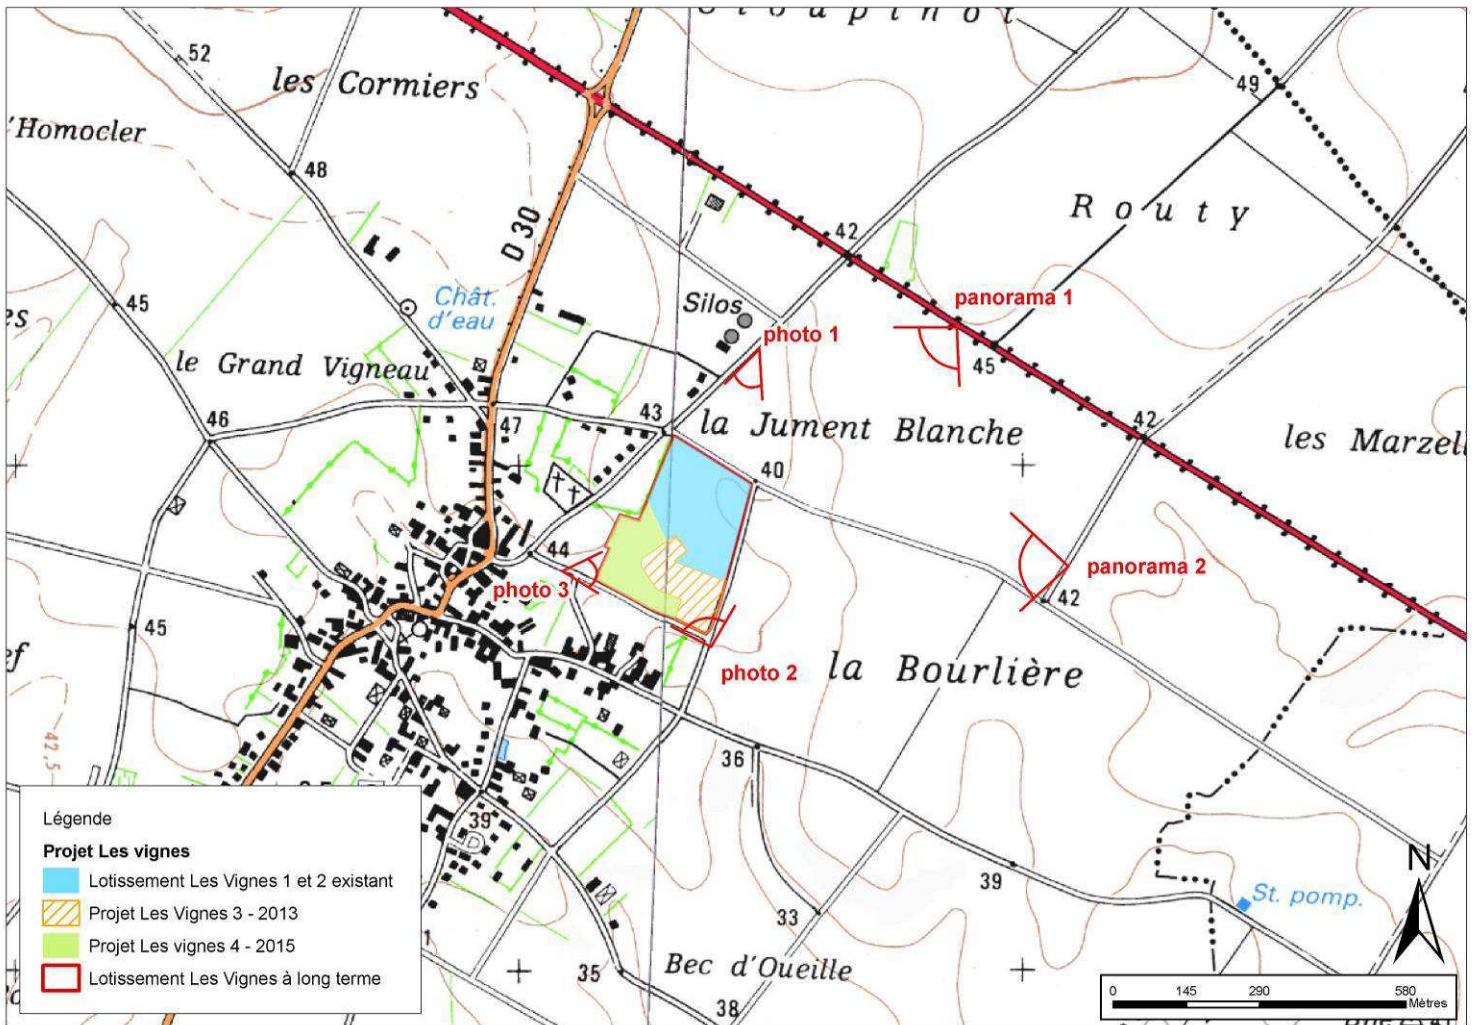 52
les Cormiers
49
'Homocler
48
D 30
R o u t y
42
45
Chât.
d'eau
Silos
panorama 1
photo 1
45
le Grand Vigneau
46
47
43
la Jument Blanche
42
les Marzell
40
44
photo 3
panorama 2
42
45
photo 2
la Bourlière
42,5
36
39
39
33
St. pomp.
N
Bec d'Oueille
35
38
Légende
Projet Les vignes
Lotissement Les Vignes 1 et 2 existant
Projet Les Vignes 3 - 2013
Projet Les vignes 4 - 2015
Lotissement Les Vignes à long terme
0 145 290 580
Mètres